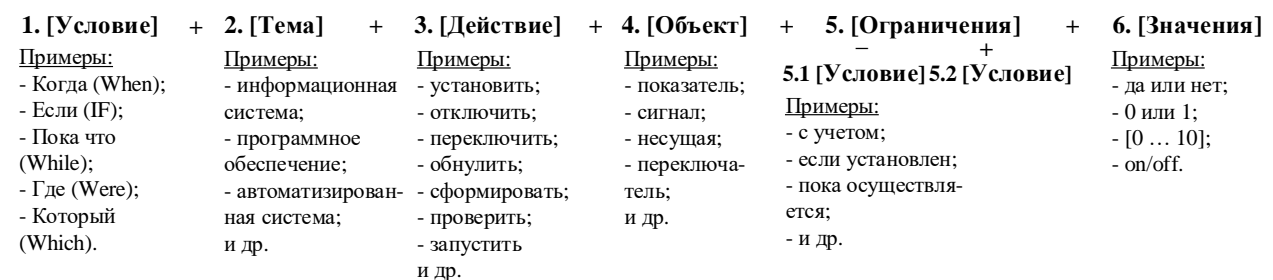 1. [Условие] + 2. [Тема] + 3. [Действие] + 4. [Объект] + 5. [Ограничения] + 6. [Значения]
Примеры:
- Когда (When);
- Если (IF);
- Пока что
(While);
- Где (Were);
- Который
(Which).
Примеры:
- информационная
система;
- программное
обеспечение;
- автоматизирован-
ная система;
и др.
Примеры:
- установить;
- отключить;
- переключить;
- обнулить;
- сформировать;
- проверить;
- запустить
и др.
Примеры:
- показатель;
- сигнал;
- несущая;
- переключа-
тель;
и др.
– +
5.1 [Условие] 5.2 [Условие]
Примеры:
- с учетом;
- если установлен;
- пока осуществля-
ется;
- и др.
Примеры:
- да или нет;
- 0 или 1;
- [0 … 10];
- on/off.